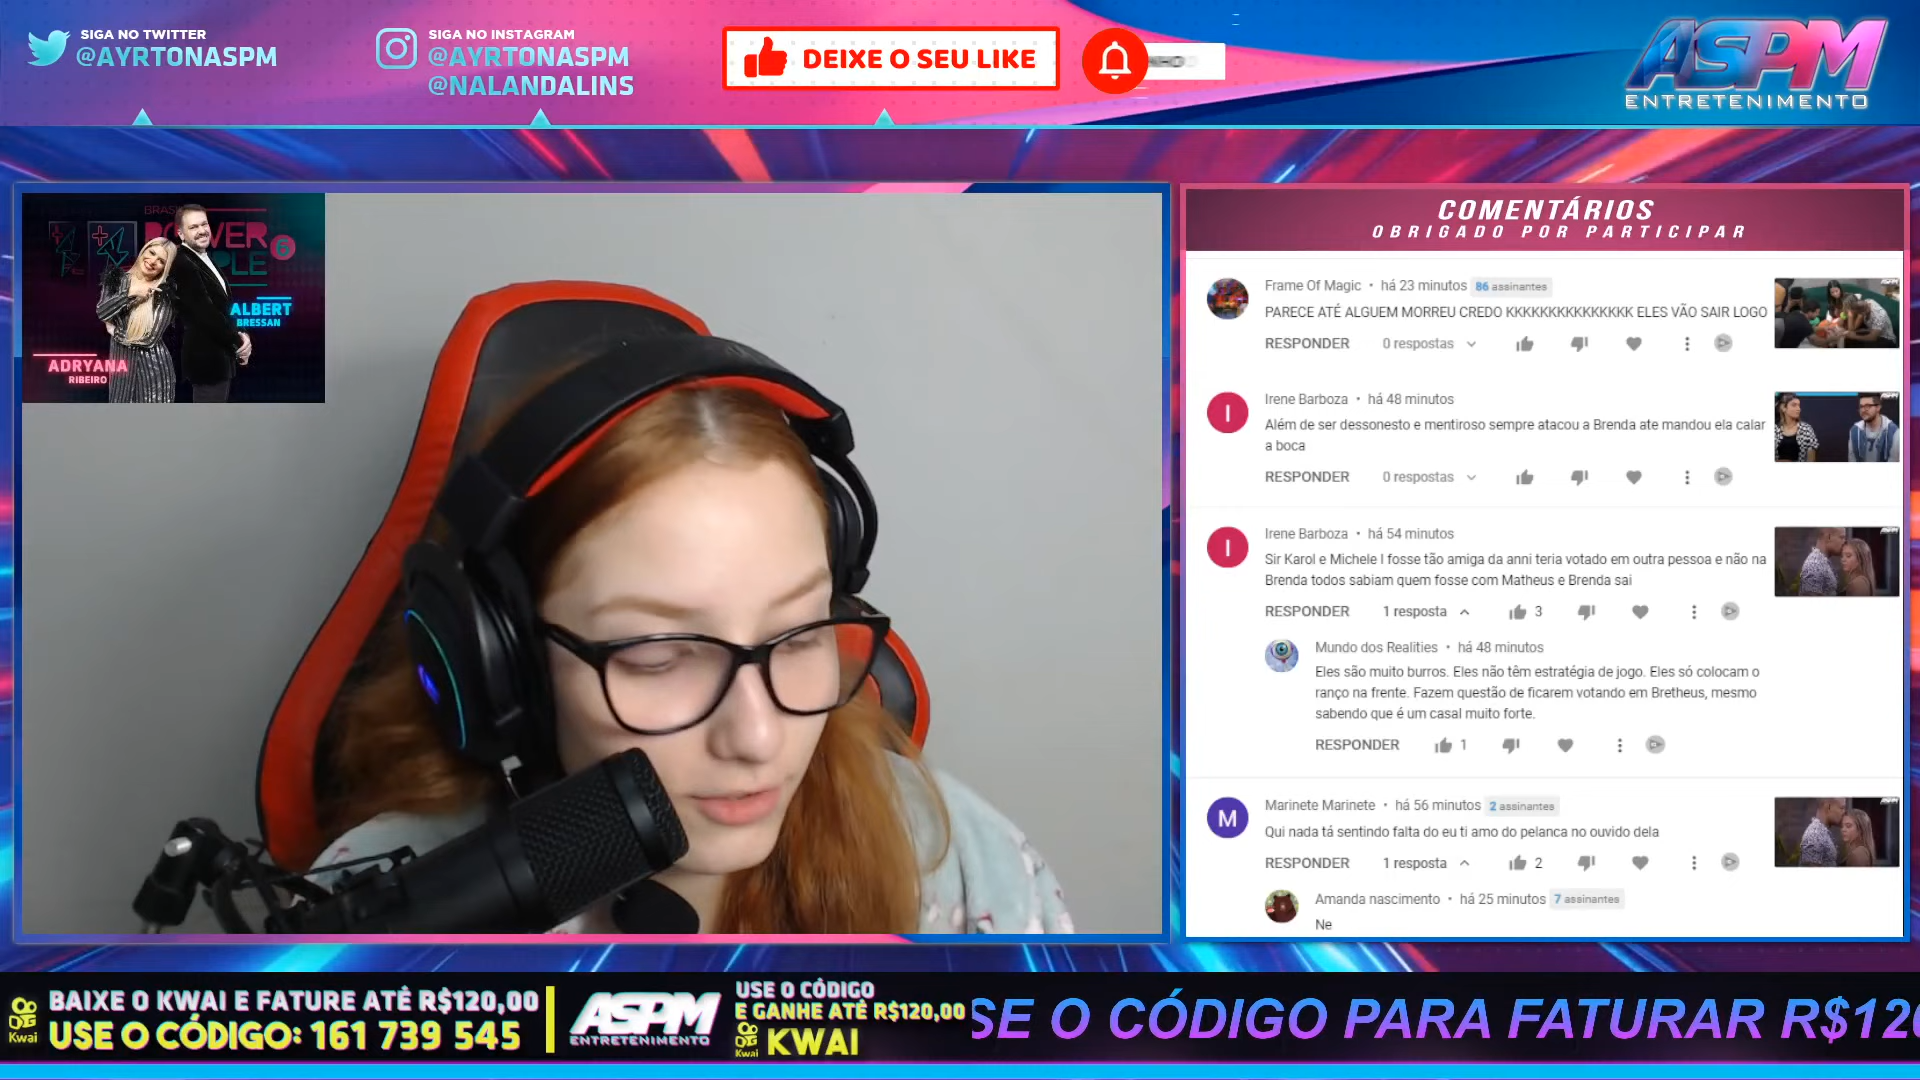 SIGA NO TWITTER
@AYRTONASPM
SIGA NO INSTAGRAM
@AYRTONASPM
@NALANDALINS
DEIXE O SEU LIKE
ASPM
ENTRETENIMENTO
ALBERT
BRESSAN
ADRYANA
RIBEIRO
COMENTÁRIOS
OBRIGADO POR PARTICIPAR
Frame Of Magic • há 23 minutos 86 assinantes
PARECE ATÉ ALGUEM MORREU CREDO KKKKKKKKKKKKKKK ELES VÃO SAIR LOGO
RESPONDER 0 respostas
I
Irene Barboza • há 48 minutos
Além de ser dessonesto e mentiroso sempre atacou a Brenda ate mandou ela calar
a boca
RESPONDER 0 respostas
I
Irene Barboza • há 54 minutos
Sir Karol e Michele l fosse tão amiga da anni teria votado em outra pessoa e não na
Brenda todos sabiam quem fosse com Matheus e Brenda sai
RESPONDER 1 resposta 3
Mundo dos Realities • há 48 minutos
Eles são muito burros. Eles não têm estratégia de jogo. Eles só colocam o
ranço na frente. Fazem questão de ficarem votando em Bretheus, mesmo
sabendo que é um casal muito forte.
RESPONDER 1
M
Marinete Marinete • há 56 minutos 2 assinantes
Qui nada tá sentindo falta do eu ti amo do pelanca no ouvido dela
RESPONDER 1 resposta 2
Amanda nascimento • há 25 minutos 7 assinantes
Ne
Kwai
BAIXE O KWAI E FATURE ATÉ R$120,00
USE O CÓDIGO: 161 739 545
ASPM
ENTRETENIMENTO
USE O CÓDIGO
E GANHE ATÉ R$120,00
Kwai
KWAI
SE O CÓDIGO PARA FATURAR R$120